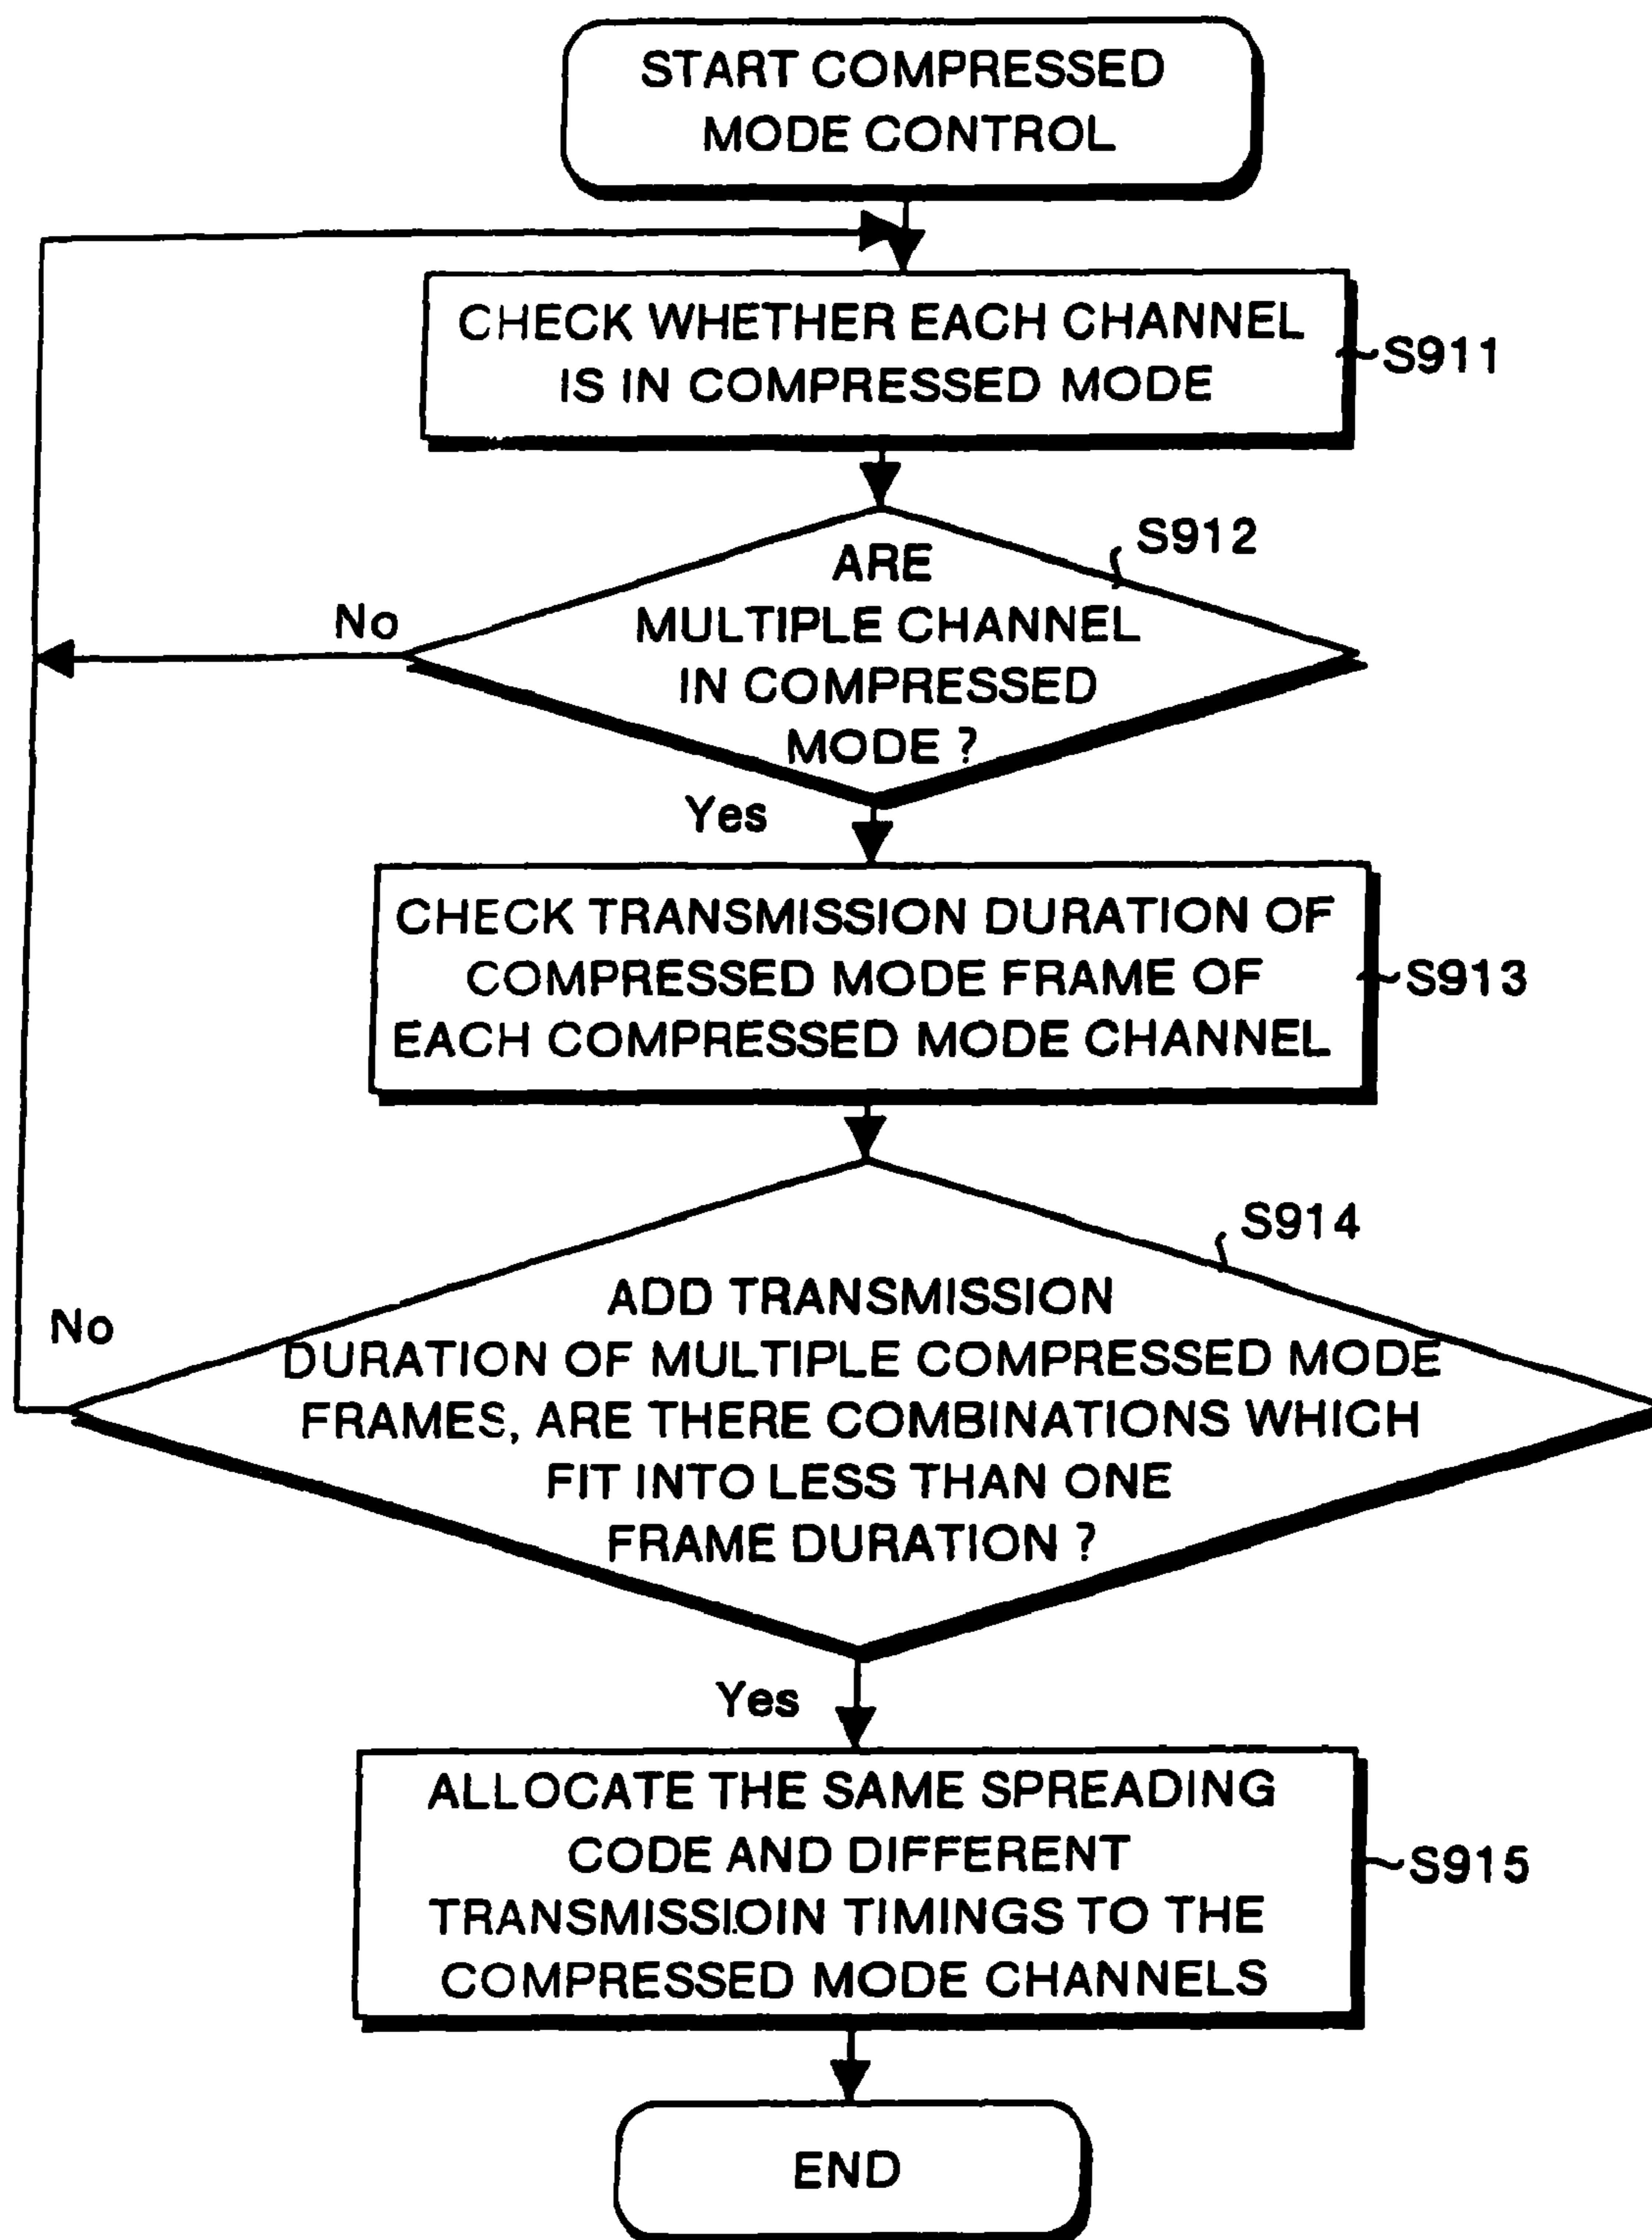 START COMPRESSED
MODE CONTROL
CHECK WHETHER EACH CHANNEL
IS IN COMPRESSED MODE
S911
S912
ARE
MULTIPLE CHANNEL
IN COMPRESSED
MODE ?
No
Yes
CHECK TRANSMISSION DURATION OF
COMPRESSED MODE FRAME OF
EACH COMPRESSED MODE CHANNEL
S913
S914
ADD TRANSMISSION
DURATION OF MULTIPLE COMPRESSED MODE
FRAMES, ARE THERE COMBINATIONS WHICH
FIT INTO LESS THAN ONE
FRAME DURATION ?
No
Yes
ALLOCATE THE SAME SPREADING
CODE AND DIFFERENT
TRANSMISSIOIN TIMINGS TO THE
COMPRESSED MODE CHANNELS
S915
END